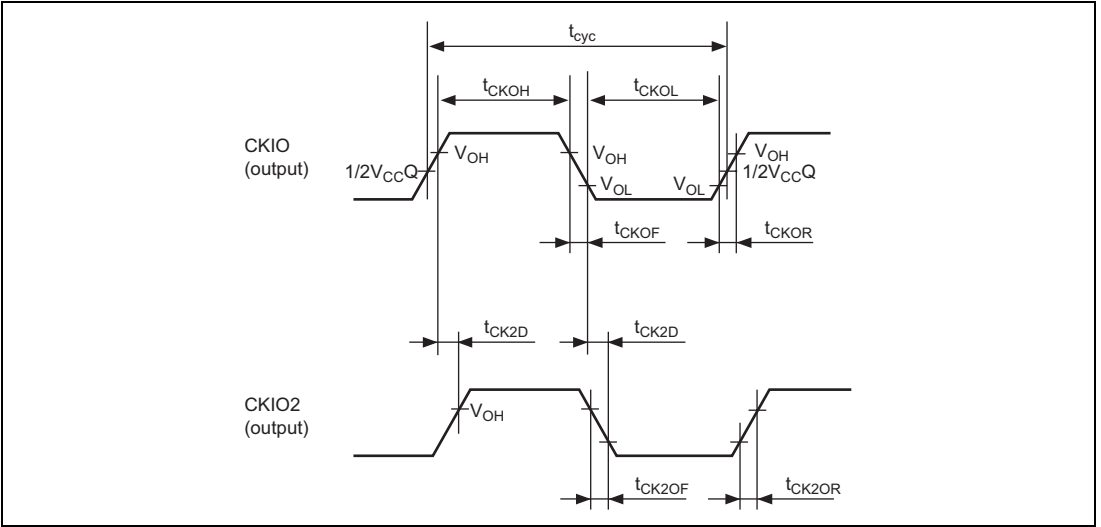 tcyc
tCKOH
tCKOL
CKIO
(output)
1/2VCCQ
VOH
VOH
VOL
VOL
VOH
1/2VCCQ
tCKOF
tCKOR
tCK2D
tCK2D
CKIO2
(output)
VOH
tCK2OF
tCK2OR